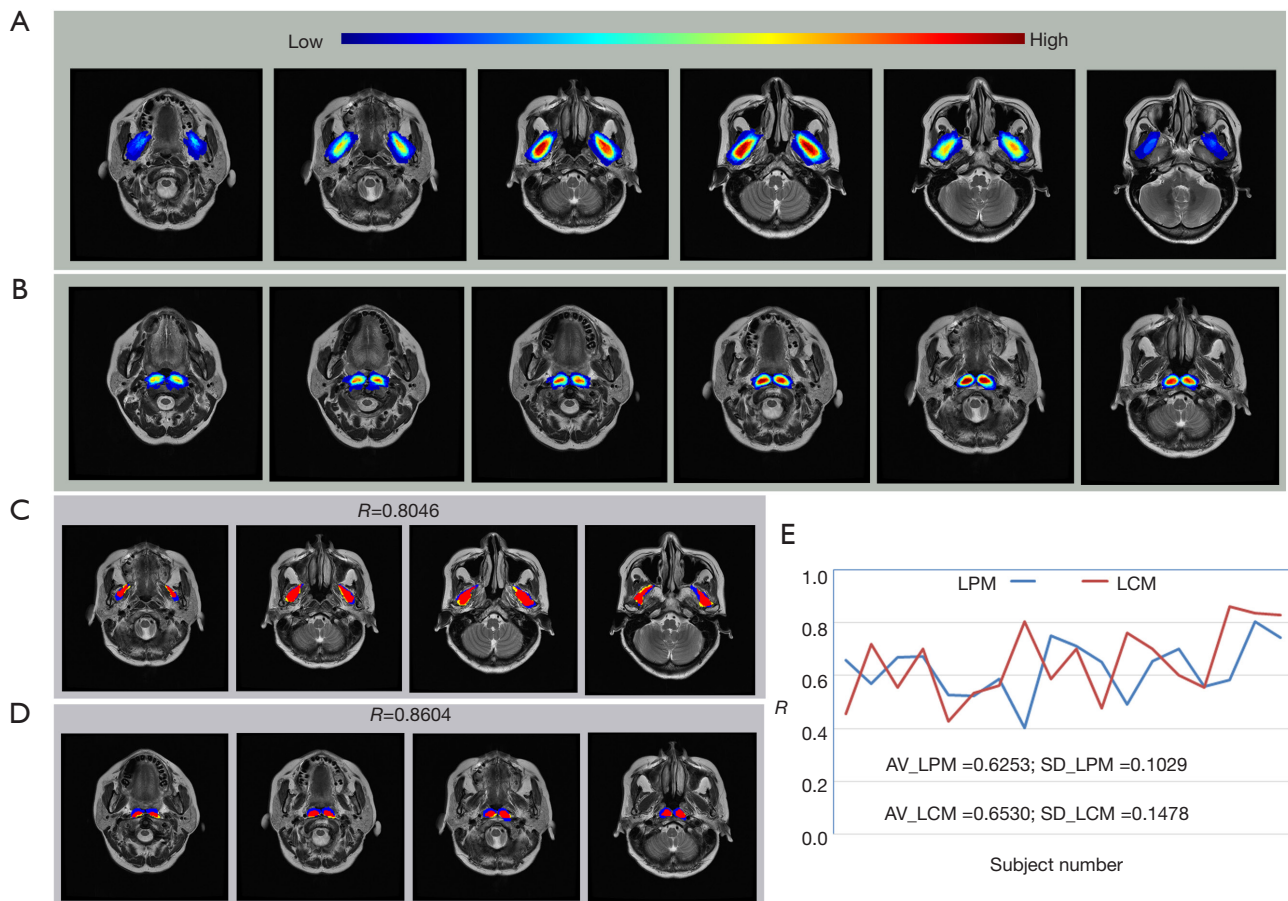 A
Low High
B
C
R=0.8046
D
R=0.8604
E
1.0
LPM LCM
0.8
0.6
R
0.4
AV_LPM =0.6253; SD_LPM =0.1029
0.2
AV_LCM =0.6530; SD_LCM =0.1478
0.0
Subject number